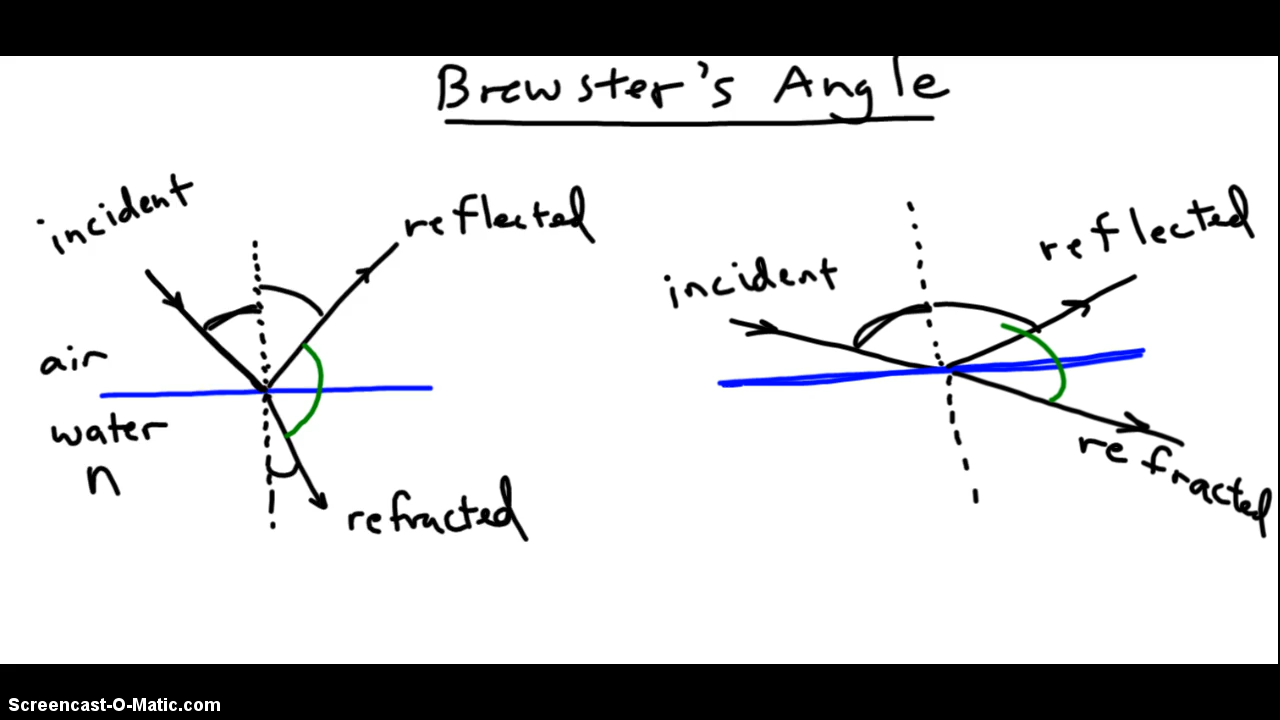 Brewster's Angle
incident
reflected
air
water
n
refracted
incident
reflected
refracted
Screencast-O-Matic.com